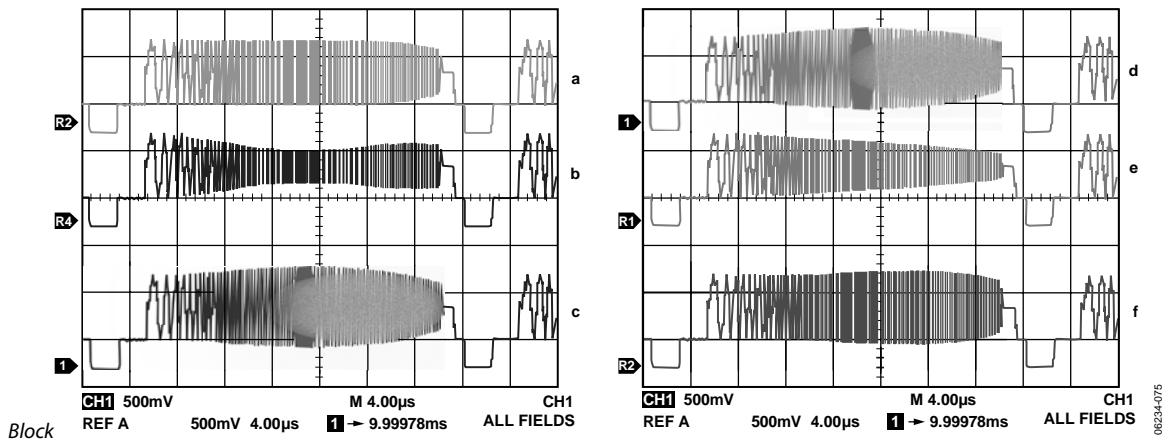 a
R2
b
R4
c
1
CH1 500mV M 4.00µs CH1
REF A 500mV 4.00µs 1 → 9.99978ms ALL FIELDS
d
1
e
R1
f
R2
CH1 500mV M 4.00µs CH1
REF A 500mV 4.00µs 1 → 9.99978ms ALL FIELDS
06234-075
Block